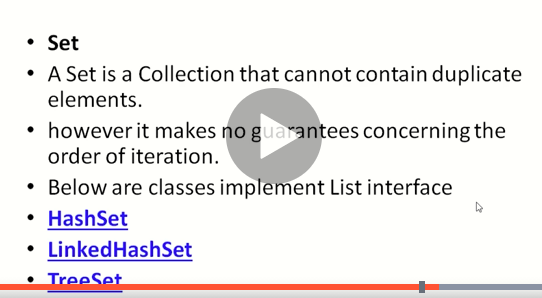 • Set
• A Set is a Collection that cannot contain duplicate
elements.
• however it makes no guarantees concerning the
order of iteration.
• Below are classes implement List interface
• HashSet
• LinkedHashSet
• TreeSet